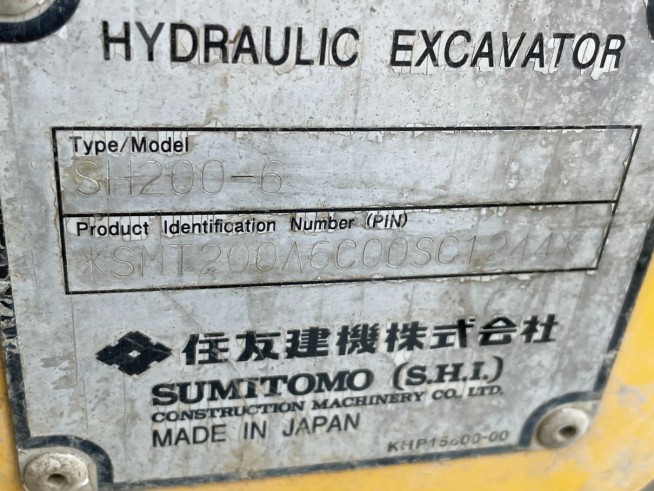 HYDRAULIC EXCAVATOR
Type/Model
SH200-6
Product Identification Number (PIN)
住友建機株式会社
SUMITOMO (S.H.I.)
CONSTRUCTION MACHINERY CO. LTD.
MADE IN JAPAN